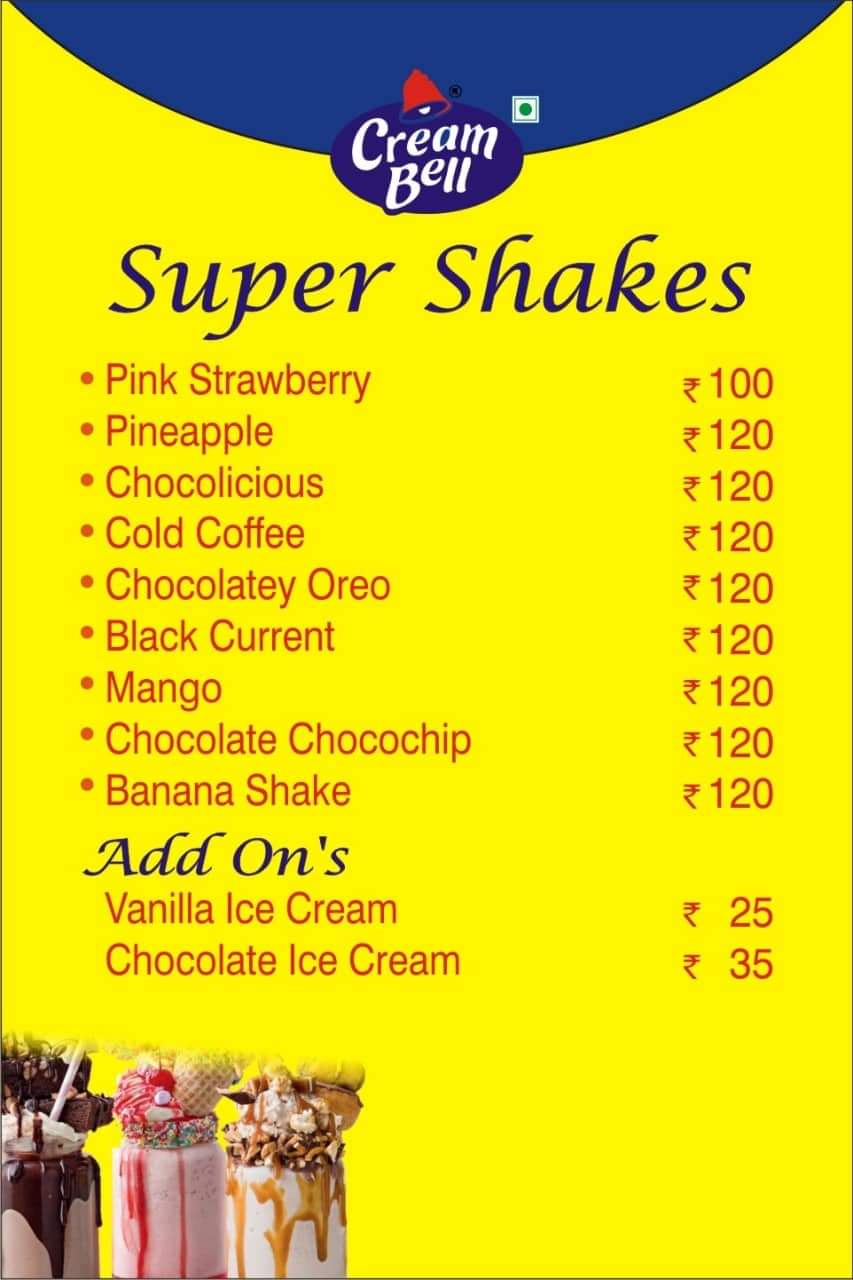 Cream
Bell ®
Super Shakes
• Pink Strawberry ₹ 100
• Pineapple ₹ 120
• Chocolicious ₹ 120
• Cold Coffee ₹ 120
• Chocolatey Oreo ₹ 120
• Black Current ₹ 120
• Mango ₹ 120
• Chocolate Chocochip ₹ 120
• Banana Shake ₹ 120
Add On's
Vanilla Ice Cream ₹ 25
Chocolate Ice Cream ₹ 35